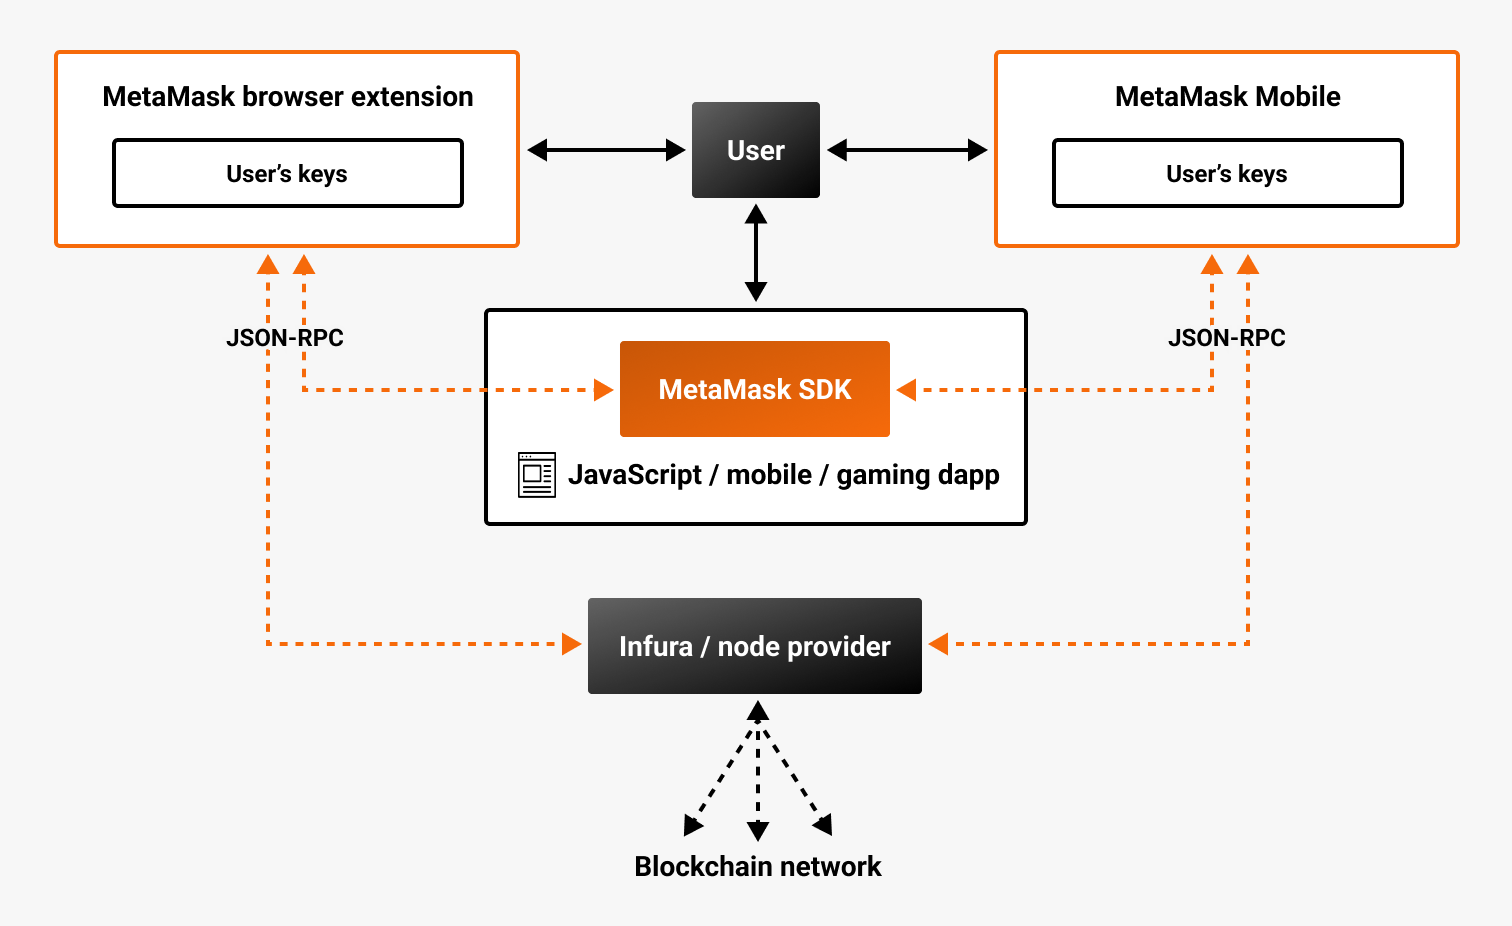 MetaMask browser extension
User’s keys
User
MetaMask Mobile
User’s keys
JSON-RPC
JSON-RPC
MetaMask SDK
JavaScript / mobile / gaming dapp
Infura / node provider
Blockchain network